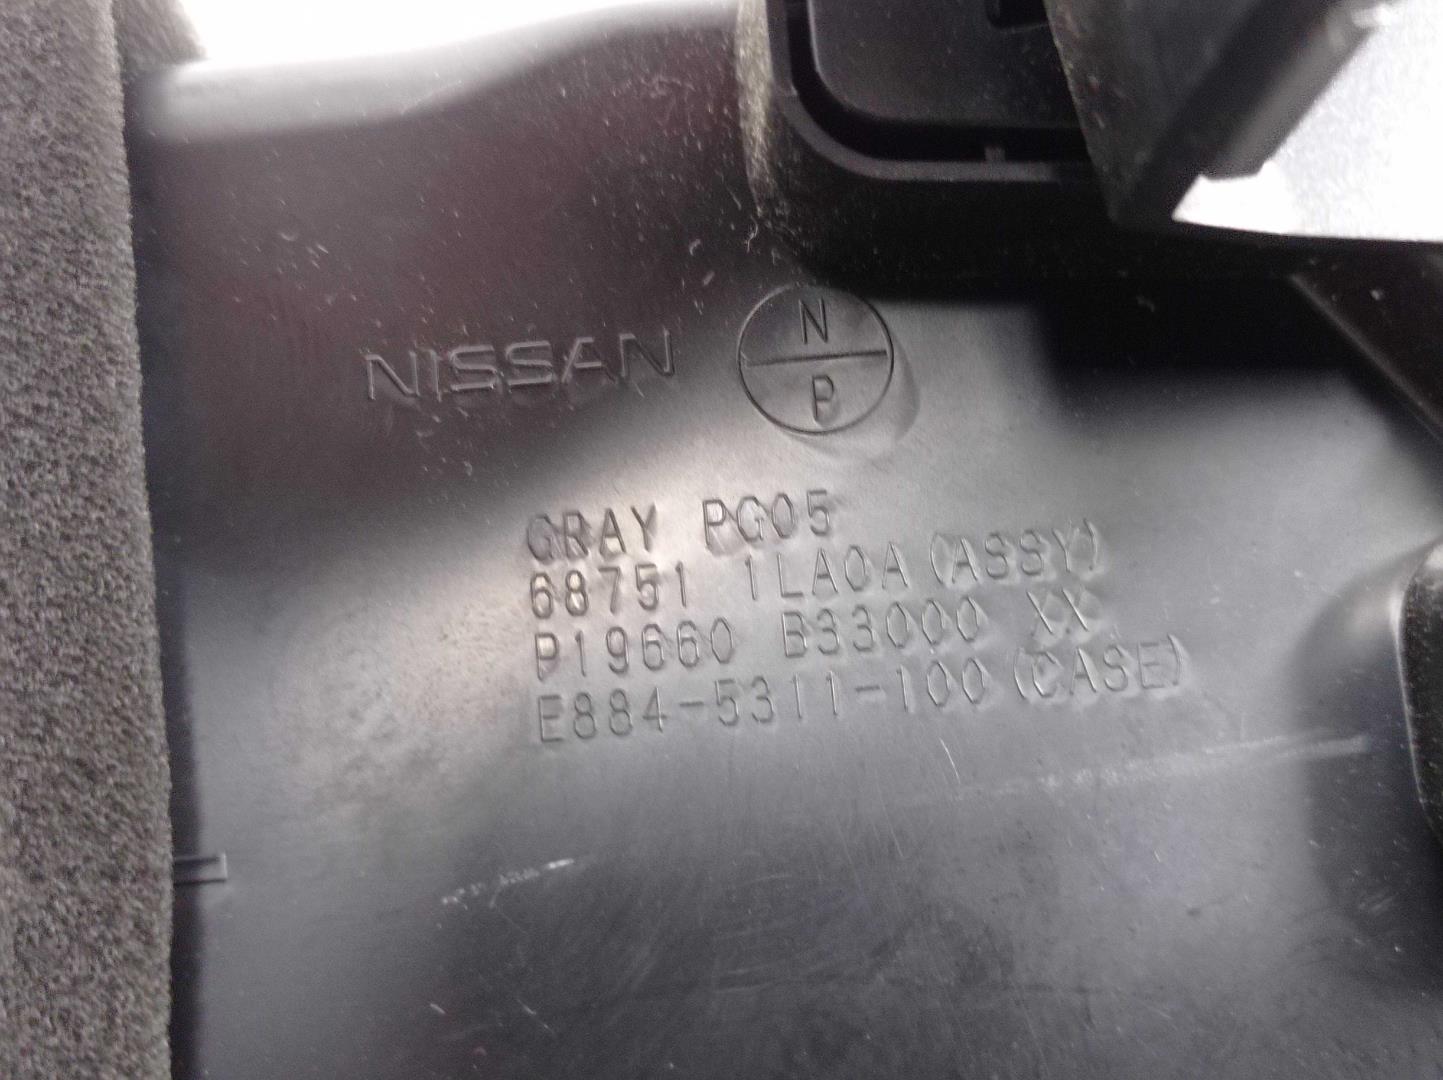 NISSAN
N
P
GRAY PG05
68751 1LA0A (ASSY)
P19660 B33000 XX
E884-5311-100 (CASE)